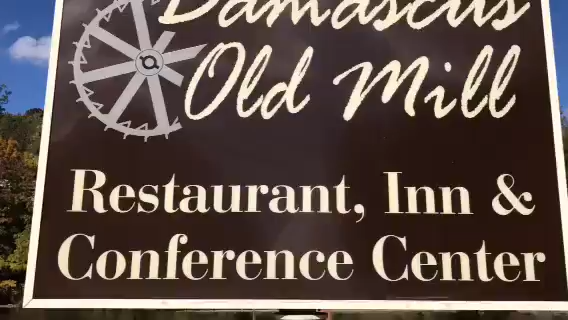 Damascus
Old Mill
Restaurant, Inn &
Conference Center